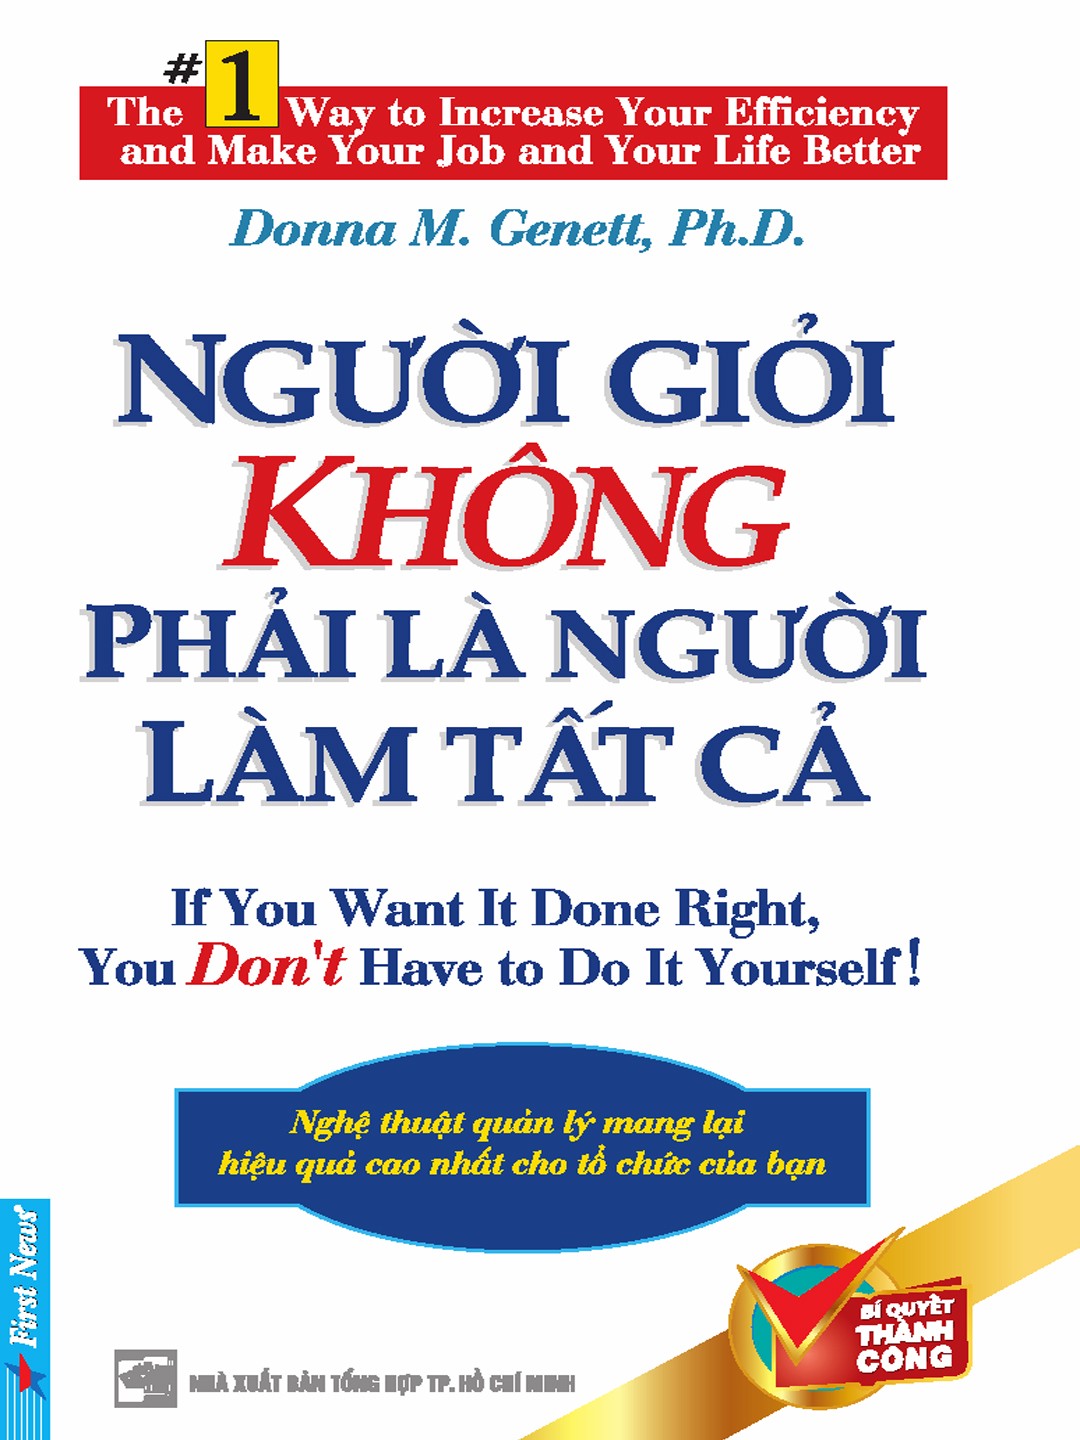 The #1 Way to Increase Your Efficiency
and Make Your Job and Your Life Better
Donna M. Genett, Ph.D.
NGƯỜI GIỎI
KHÔNG
PHẢI LÀ NGƯỜI
LÀM TẤT CẢ
If You Want It Done Right,
You Don't Have to Do It Yourself!
Nghệ thuật quản lý mang lại
hiệu quả cao nhất cho tổ chức của bạn
First News®
BÍ QUYẾT
THÀNH
CÔNG
NHÀ XUẤT BẢN TỔNG HỢP TP. HỒ CHÍ MINH